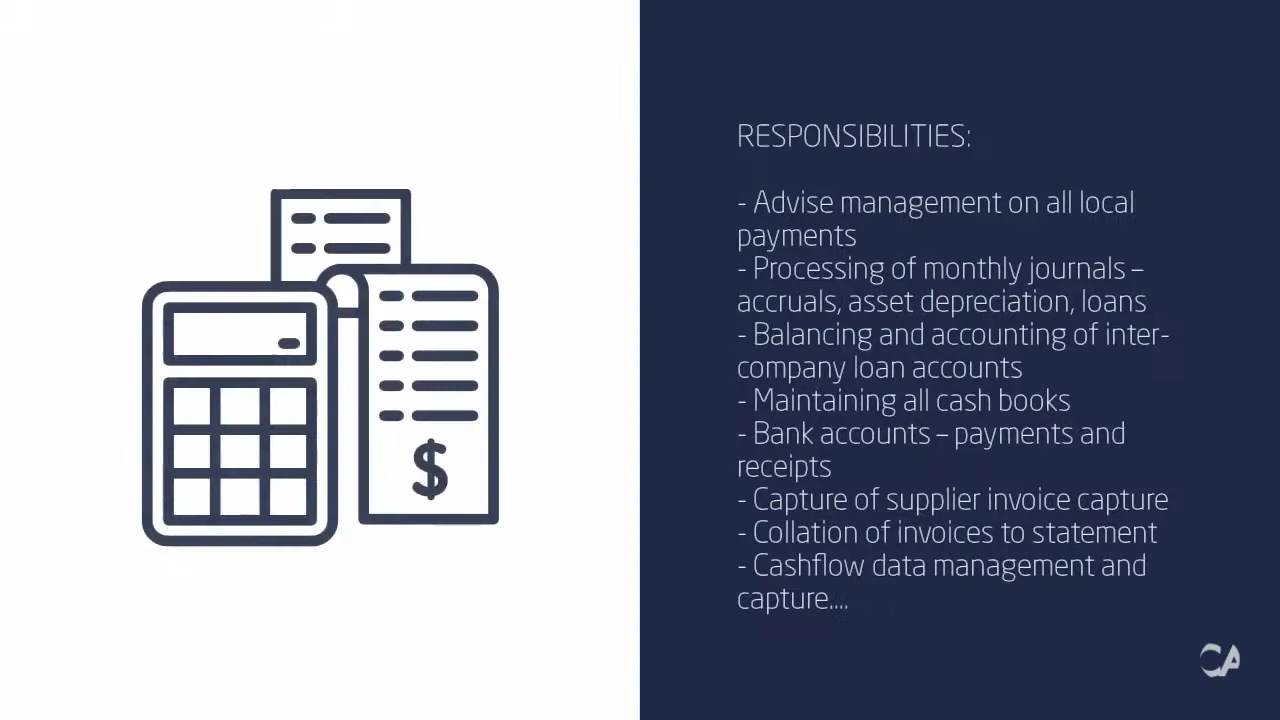 RESPONSIBILITIES:
- Advise management on all local
payments
- Processing of monthly journals –
accruals, asset depreciation, loans
- Balancing and accounting of inter-
company loan accounts
- Maintaining all cash books
- Bank accounts – payments and
receipts
- Capture of supplier invoice capture
- Collation of invoices to statement
- Cashflow data management and
capture....
$
CA